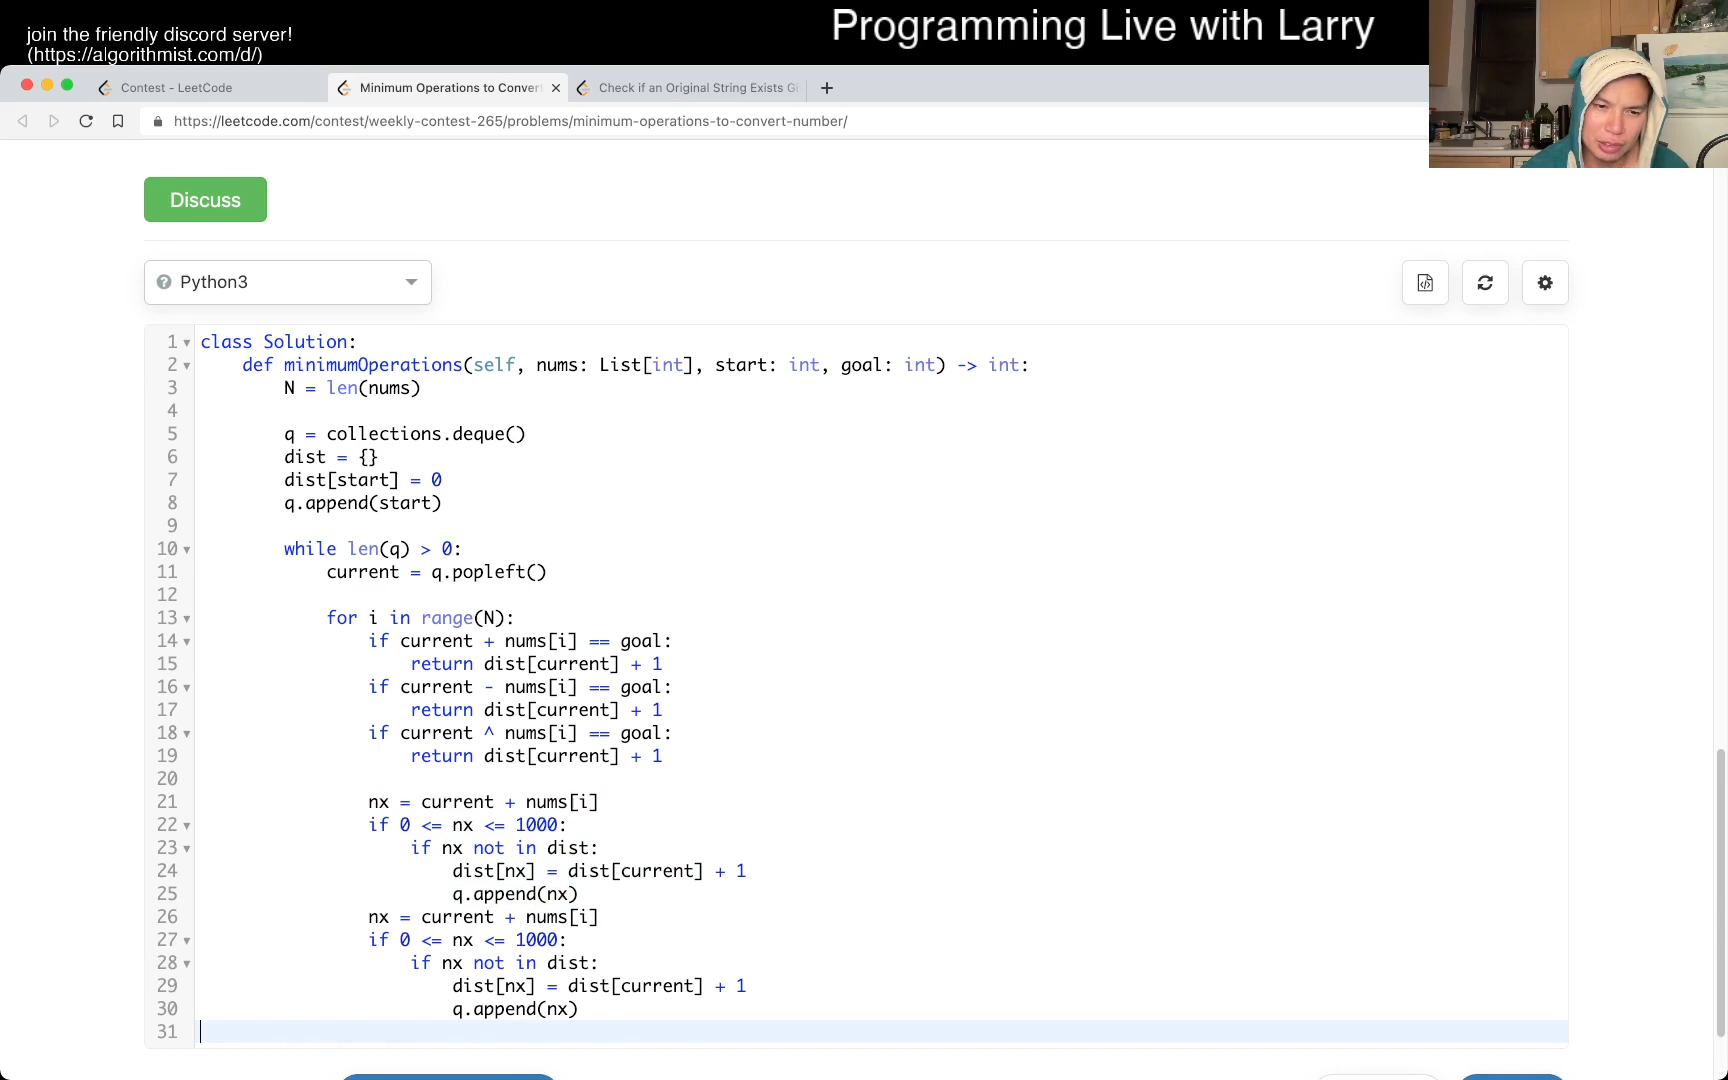 join the friendly discord server!
(https://algorithmist.com/d/)
Programming Live with Larry
Contest - LeetCode
Minimum Operations to Conver
Check if an Original String Exists Gi
https://leetcode.com/contest/weekly-contest-265/problems/minimum-operations-to-convert-number/
Discuss
Python3
1 class Solution:
2     def minimumOperations(self, nums: List[int], start: int, goal: int) -> int:
3         N = len(nums)
4
5         q = collections.deque()
6         dist = {}
7         dist[start] = 0
8         q.append(start)
9
10         while len(q) > 0:
11             current = q.popleft()
12
13             for i in range(N):
14                 if current + nums[i] == goal:
15                     return dist[current] + 1
16                 if current - nums[i] == goal:
17                     return dist[current] + 1
18                 if current ^ nums[i] == goal:
19                     return dist[current] + 1
20
21                 nx = current + nums[i]
22                 if 0 <= nx <= 1000:
23                     if nx not in dist:
24                         dist[nx] = dist[current] + 1
25                         q.append(nx)
26                 nx = current + nums[i]
27                 if 0 <= nx <= 1000:
28                     if nx not in dist:
29                         dist[nx] = dist[current] + 1
30                         q.append(nx)
31